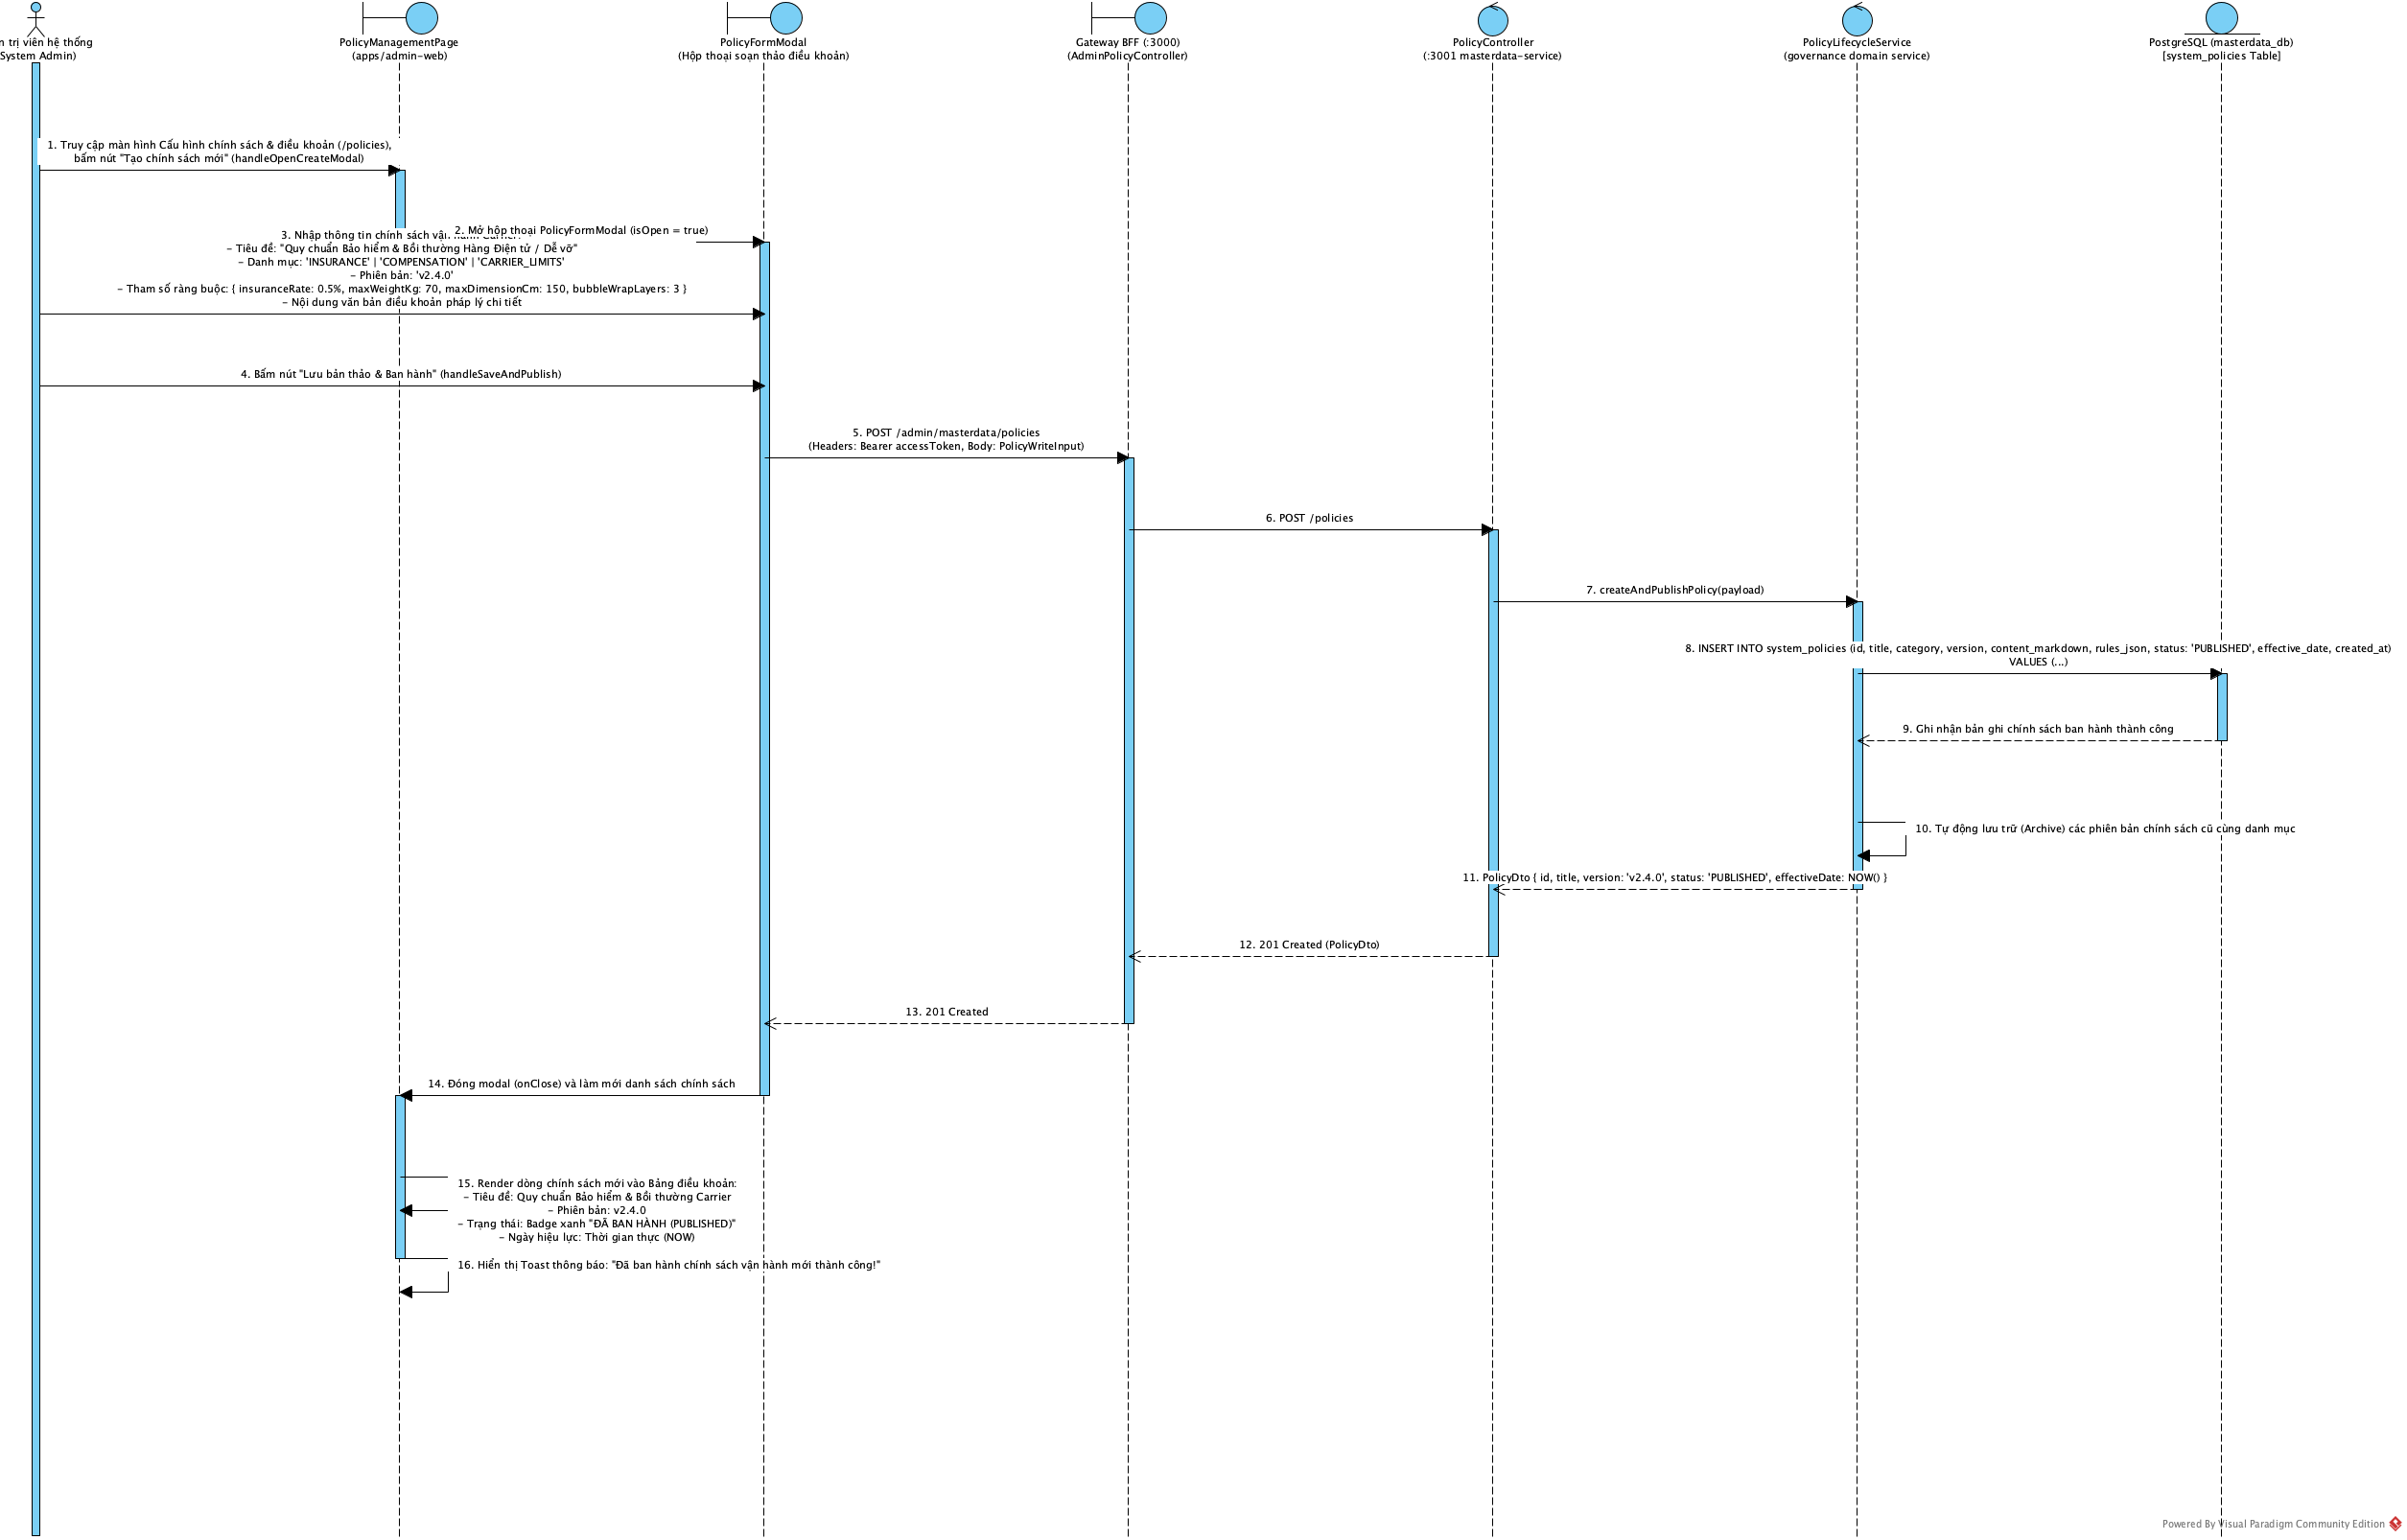 n trị viên hệ thống
System Admin)
PolicyManagementPage
(apps/admin-web)
PolicyFormModal
(Hộp thoại soạn thảo điều khoản)
Gateway BFF (:3000)
(AdminPolicyController)
PolicyController
(:3001 masterdata-service)
PolicyLifecycleService
(governance domain service)
PostgreSQL (masterdata_db)
[system_policies Table]
1. Truy cập màn hình Cấu hình chính sách & điều khoản (/policies),
bấm nút "Tạo chính sách mới" (handleOpenCreateModal)
2. Mở hộp thoại PolicyFormModal (isOpen = true)
3. Nhập thông tin chính sách
- Tiêu đề: "Quy chuẩn Bảo hiểm & Bồi thường Hàng Điện tử / Dễ vỡ"
- Danh mục: 'INSURANCE' | 'COMPENSATION' | 'CARRIER_LIMITS'
- Phiên bản: 'v2.4.0'
- Tham số ràng buộc: { insuranceRate: 0.5%, maxWeightKg: 70, maxDimensionCm: 150, bubbleWrapLayers: 3 }
- Nội dung văn bản điều khoản pháp lý chi tiết
4. Bấm nút "Lưu bản thảo & Ban hành" (handleSaveAndPublish)
5. POST /admin/masterdata/policies
(Headers: Bearer accessToken, Body: PolicyWriteInput)
6. POST /policies
7. createAndPublishPolicy(payload)
8. INSERT INTO system_policies (id, title, category, version, content_markdown, rules_json, status: 'PUBLISHED', effective_date, created_at)
VALUES (...)
9. Ghi nhận bản ghi chính sách ban hành thành công
10. Tự động lưu trữ (Archive) các phiên bản chính sách cũ cùng danh mục
11. PolicyDto { id, title, version: 'v2.4.0', status: 'PUBLISHED', effectiveDate: NOW() }
12. 201 Created (PolicyDto)
13. 201 Created
14. Đóng modal (onClose) và làm mới danh sách chính sách
15. Render dòng chính sách mới vào Bảng điều khoản:
- Tiêu đề: Quy chuẩn Bảo hiểm & Bồi thường Carrier
- Phiên bản: v2.4.0
- Trạng thái: Badge xanh "ĐÃ BAN HÀNH (PUBLISHED)"
- Ngày hiệu lực: Thời gian thực (NOW)
16. Hiển thị Toast thông báo: "Đã ban hành chính sách vận hành mới thành công!"
Powered By Visual Paradigm Community Edition